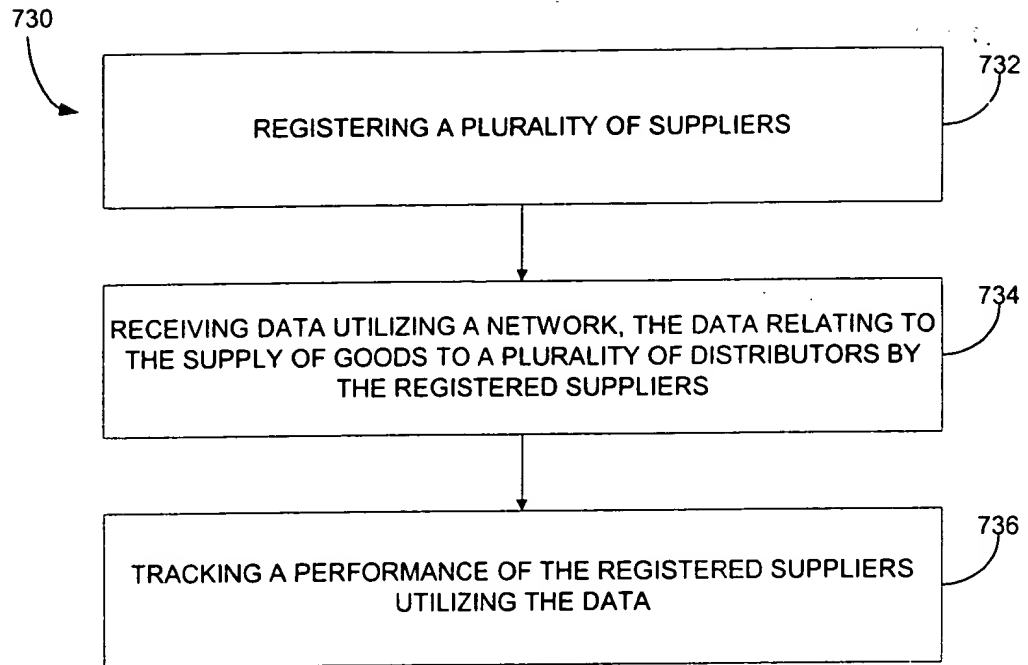 730
732
REGISTERING A PLURALITY OF SUPPLIERS
734
RECEIVING DATA UTILIZING A NETWORK, THE DATA RELATING TO
THE SUPPLY OF GOODS TO A PLURALITY OF DISTRIBUTORS BY
THE REGISTERED SUPPLIERS
736
TRACKING A PERFORMANCE OF THE REGISTERED SUPPLIERS
UTILIZING THE DATA